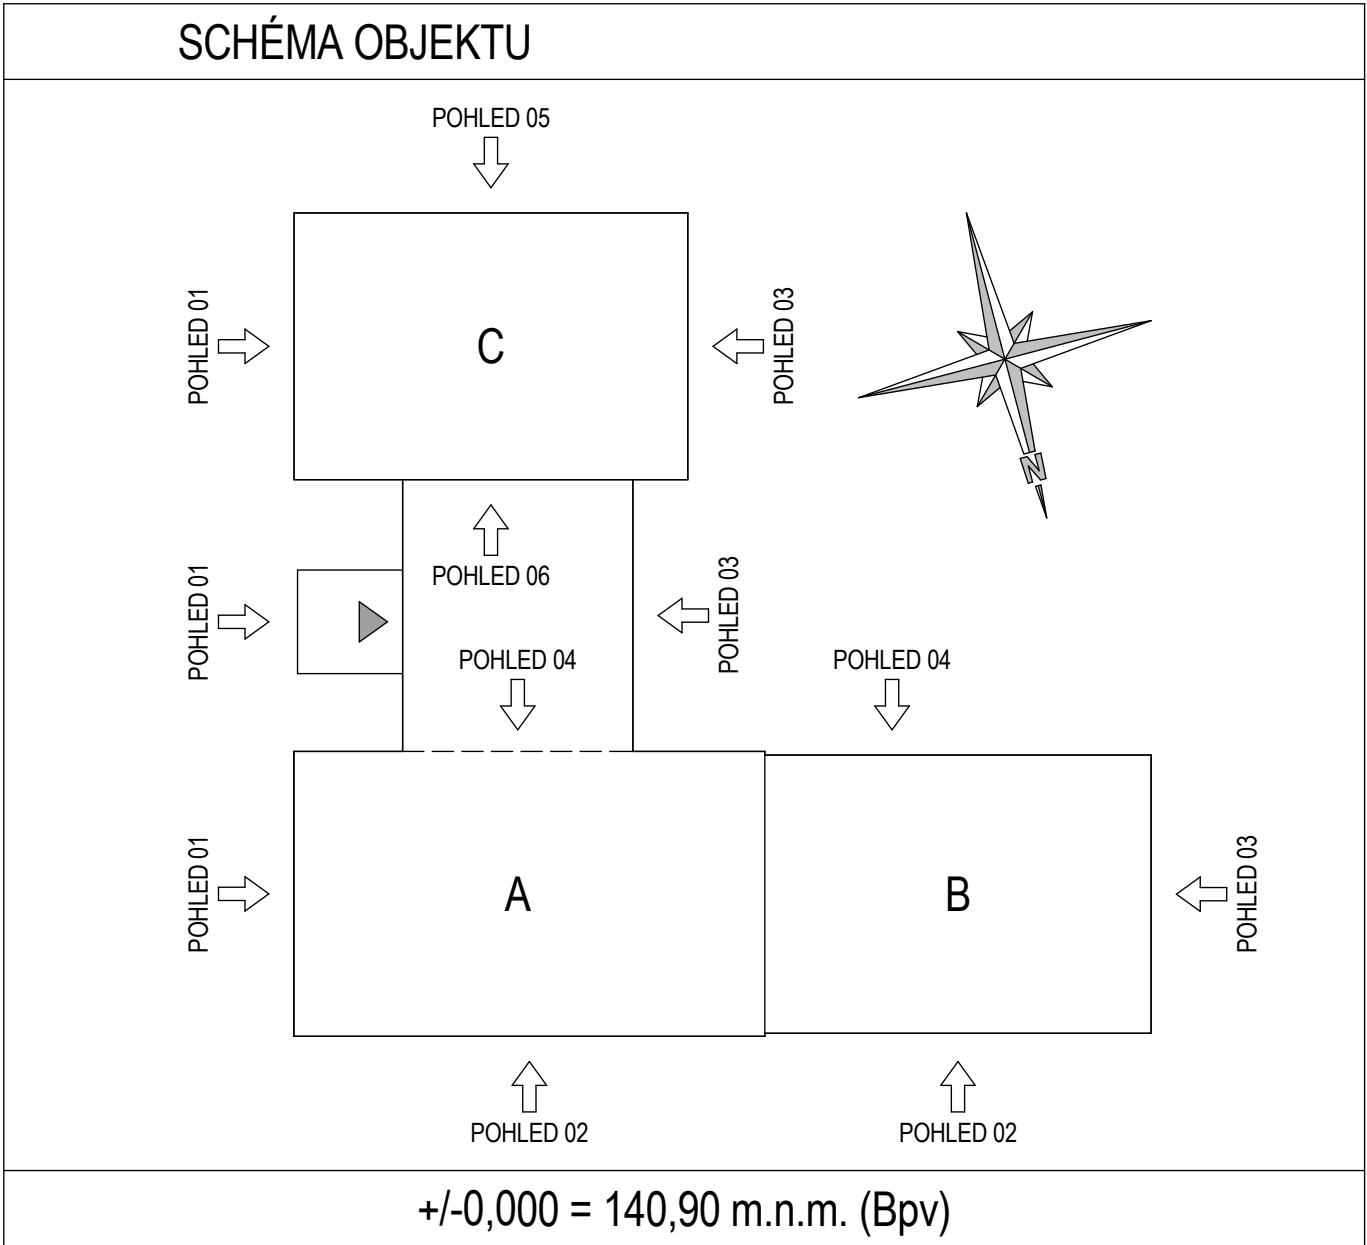 SCHÉMA OBJEKTU
POHLED 05
POHLED 01
C
POHLED 03
N
POHLED 06
POHLED 01
POHLED 03
POHLED 04
POHLED 04
POHLED 01
A
B
POHLED 03
POHLED 02
POHLED 02
+/-0,000 = 140,90 m.n.m. (Bpv)